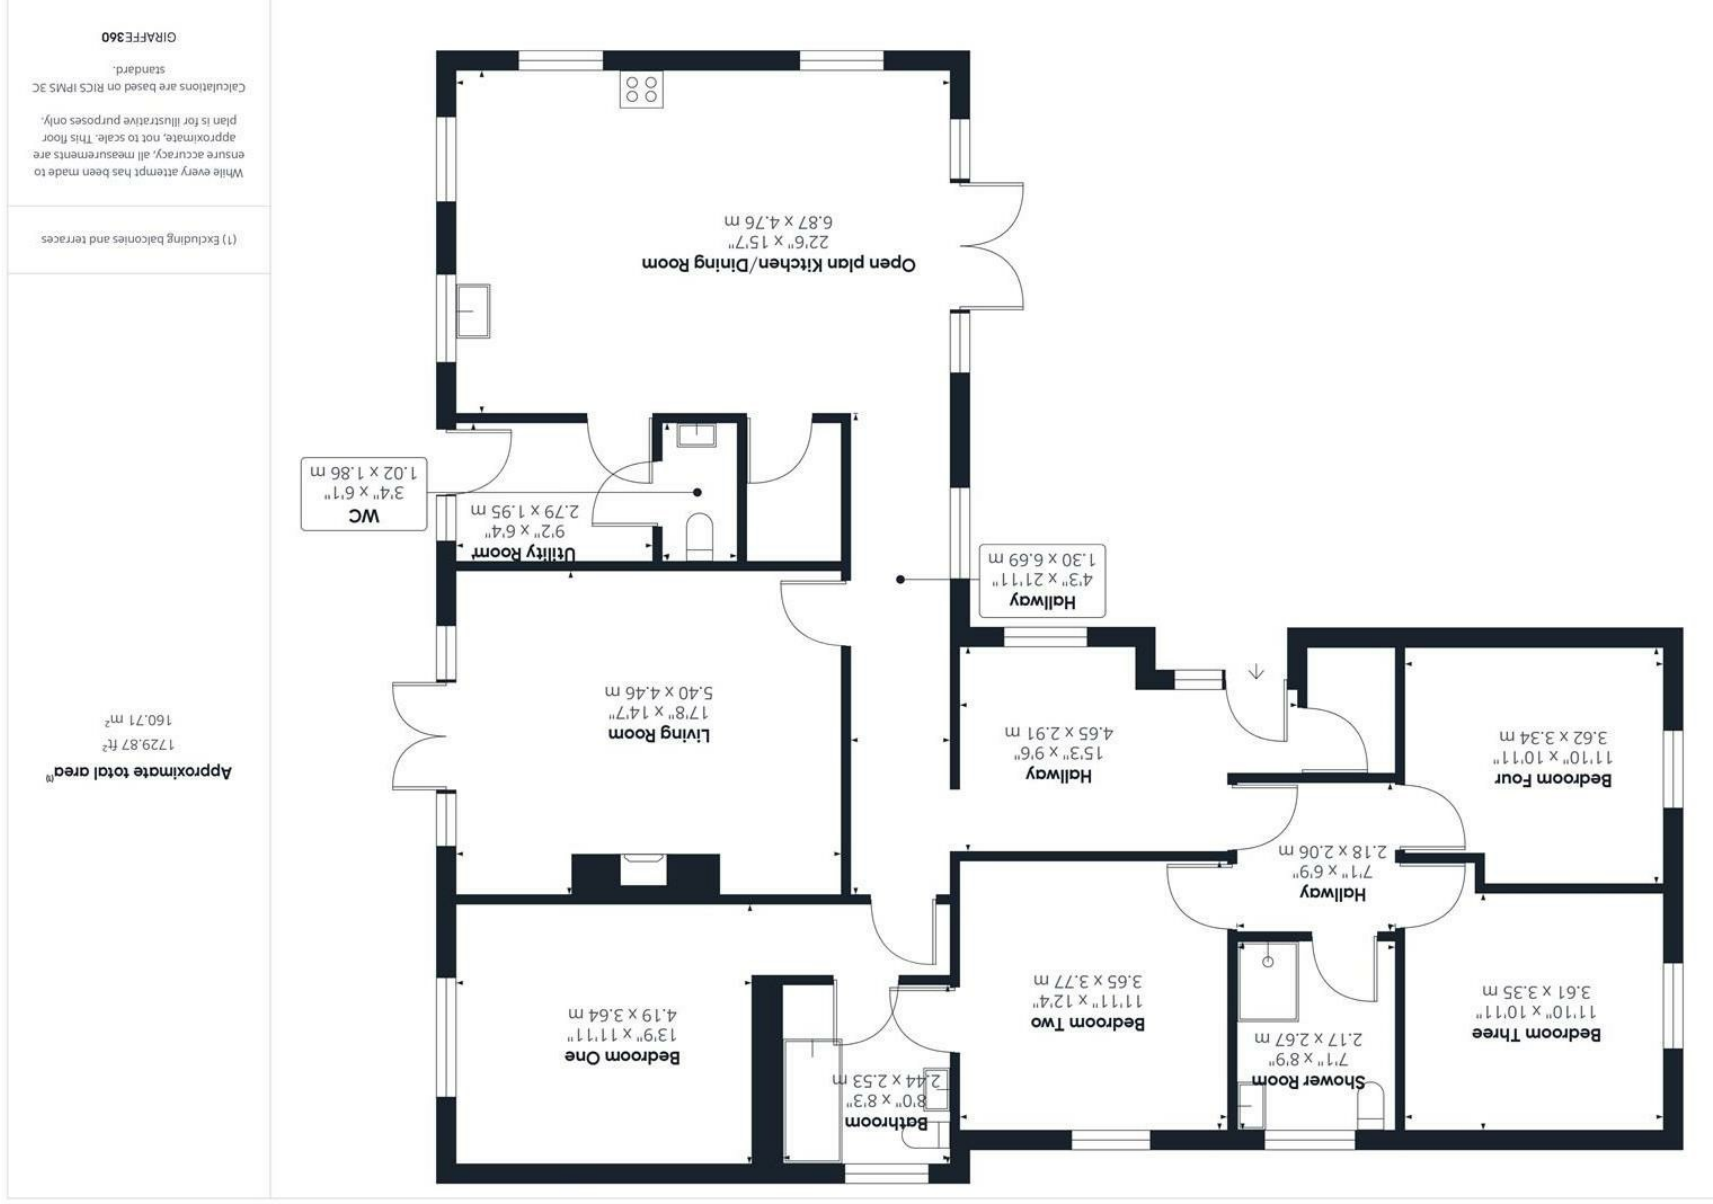 Bedroom Three
11'10" x 10'11"
3.61 x 3.35 m
Shower Room
7'1" x 8'9"
2.17 x 2.67 m
Bedroom Two
11'11" x 12'4"
3.65 x 3.77 m
Bathroom
8'0" x 8'3"
2.44 x 2.53 m
Bedroom One
13'9" x 11'11"
4.19 x 3.64 m
Hallway
7'1" x 6'9"
2.18 x 2.06 m
Bedroom Four
11'10" x 10'11"
3.62 x 3.34 m
Hallway
15'3" x 9'6"
4.65 x 2.91 m
Living Room
17'8" x 14'7"
5.40 x 4.46 m
Hallway
4'3" x 21'11"
1.30 x 6.69 m
Utility Room
9'2" x 6'4"
2.79 x 1.95 m
WC
3'4" x 6'1"
1.02 x 1.86 m
Open plan Kitchen/Dining Room
22'6" x 15'7"
6.87 x 4.76 m
Approximate total area(1)
1729.87 ft²
160.71 m²
(1) Excluding balconies and terraces
While every attempt has been made to
ensure accuracy, all measurements are
approximate, not to scale. This floor
plan is for illustrative purposes only.
Calculations are based on RICS IPMS 3C
standard.
GIRAFFE360